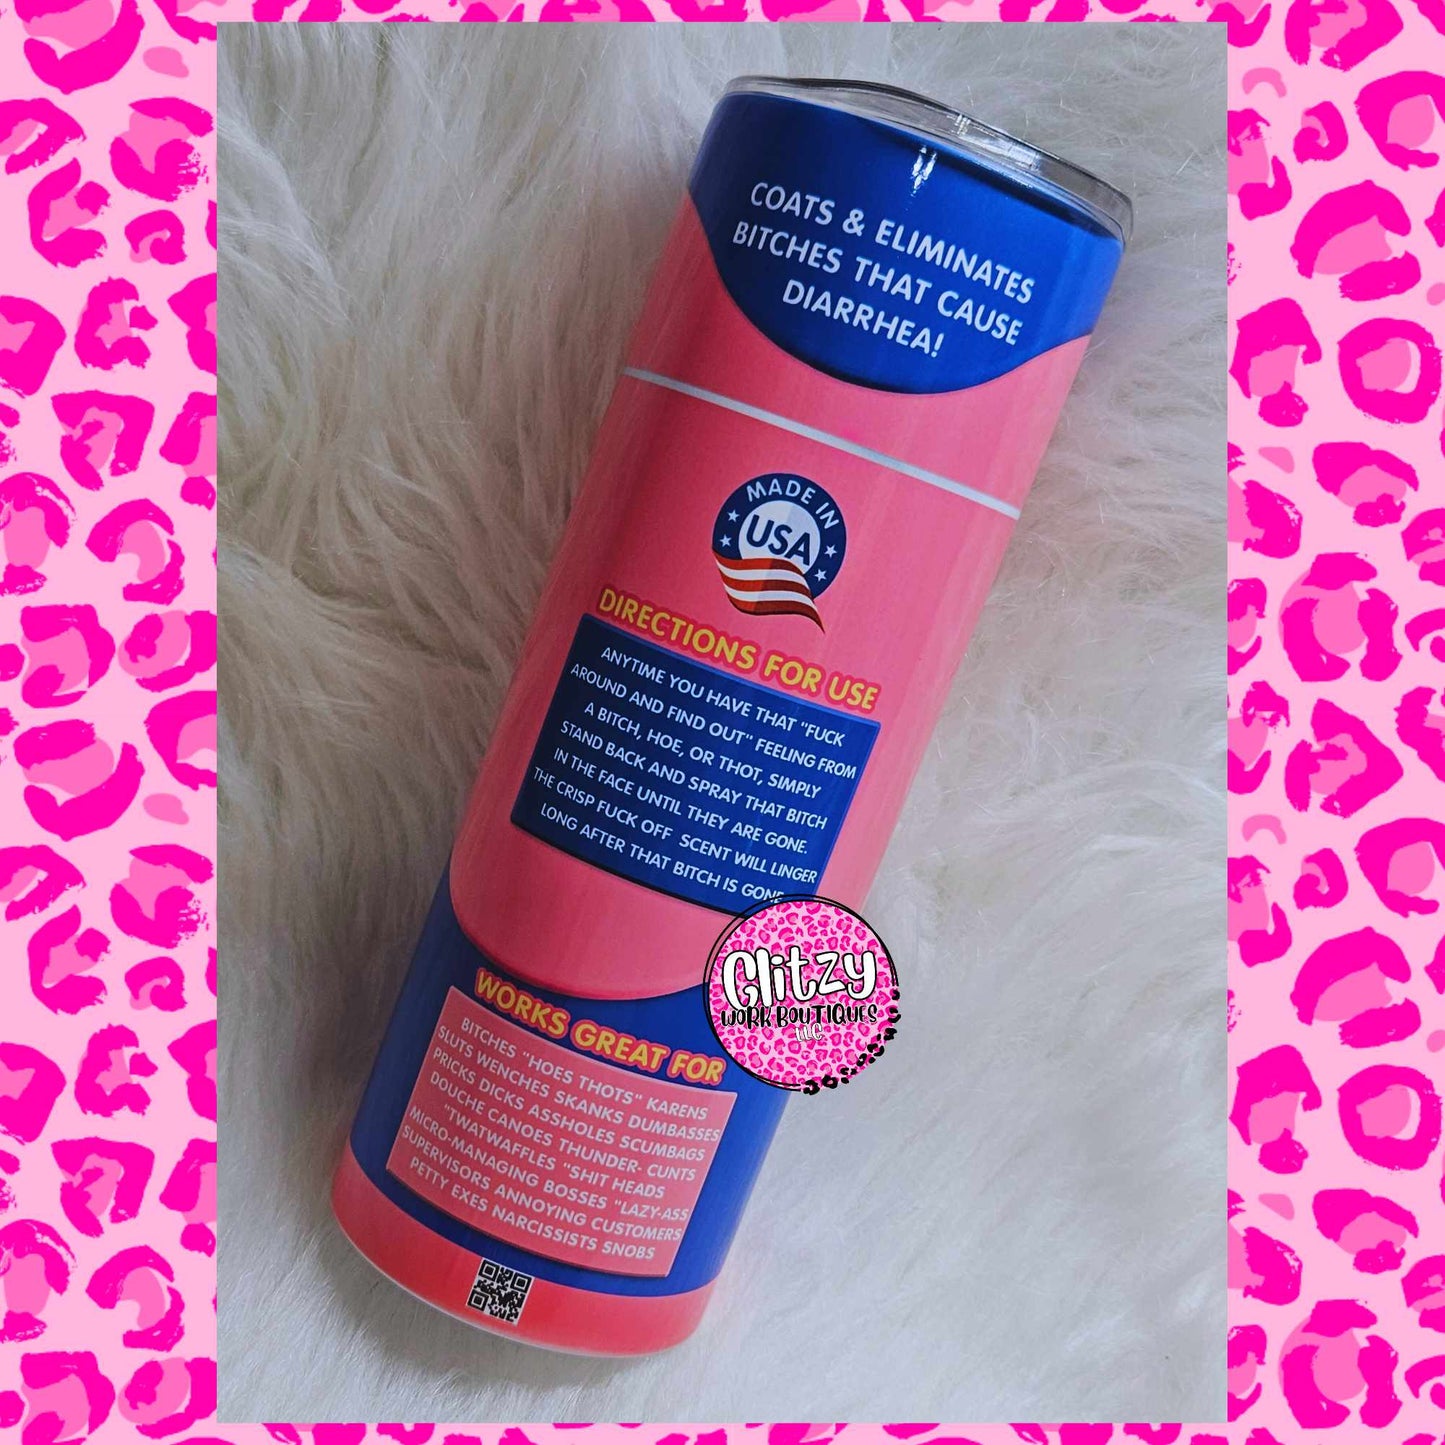 COATS & ELIMINATES
BITCHES THAT CAUSE
DIARRHEA!
MADE IN
USA
DIRECTIONS FOR USE
ANYTIME YOU HAVE THAT "FUCK
AROUND AND FIND OUT" FEELING FROM
A BITCH, HOE, OR THOT, SIMPLY
STAND BACK AND SPRAY THAT BITCH
IN THE FACE UNTIL THEY ARE GONE.
THE CRISP FUCK OFF SCENT WILL LINGER
LONG AFTER THAT BITCH IS GONE
Glitzy
WORK BOUTIQUES
LLC
WORKS GREAT FOR
BITCHES "HOES THOTS" KARENS
SLUTS WENCHES SKANKS DUMBASSES
PRICKS DICKS ASSHOLES SCUMBAGS
DOUCHE CANOES THUNDER- CUNTS
"TWATWAFFLES "SHIT HEADS
MICRO-MANAGING BOSSES "LAZY-ASS
SUPERVISORS ANNOYING CUSTOMERS
PETTY EXES NARCISSISTS SNOBS